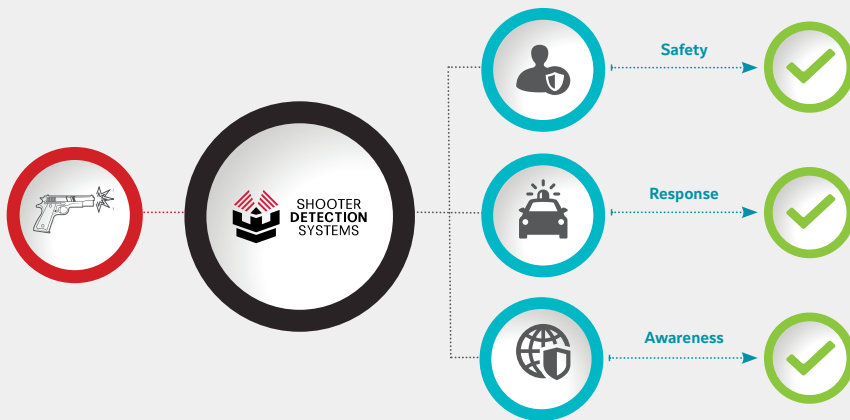 SHOOTER
DETECTION
SYSTEMS
Safety
Response
Awareness